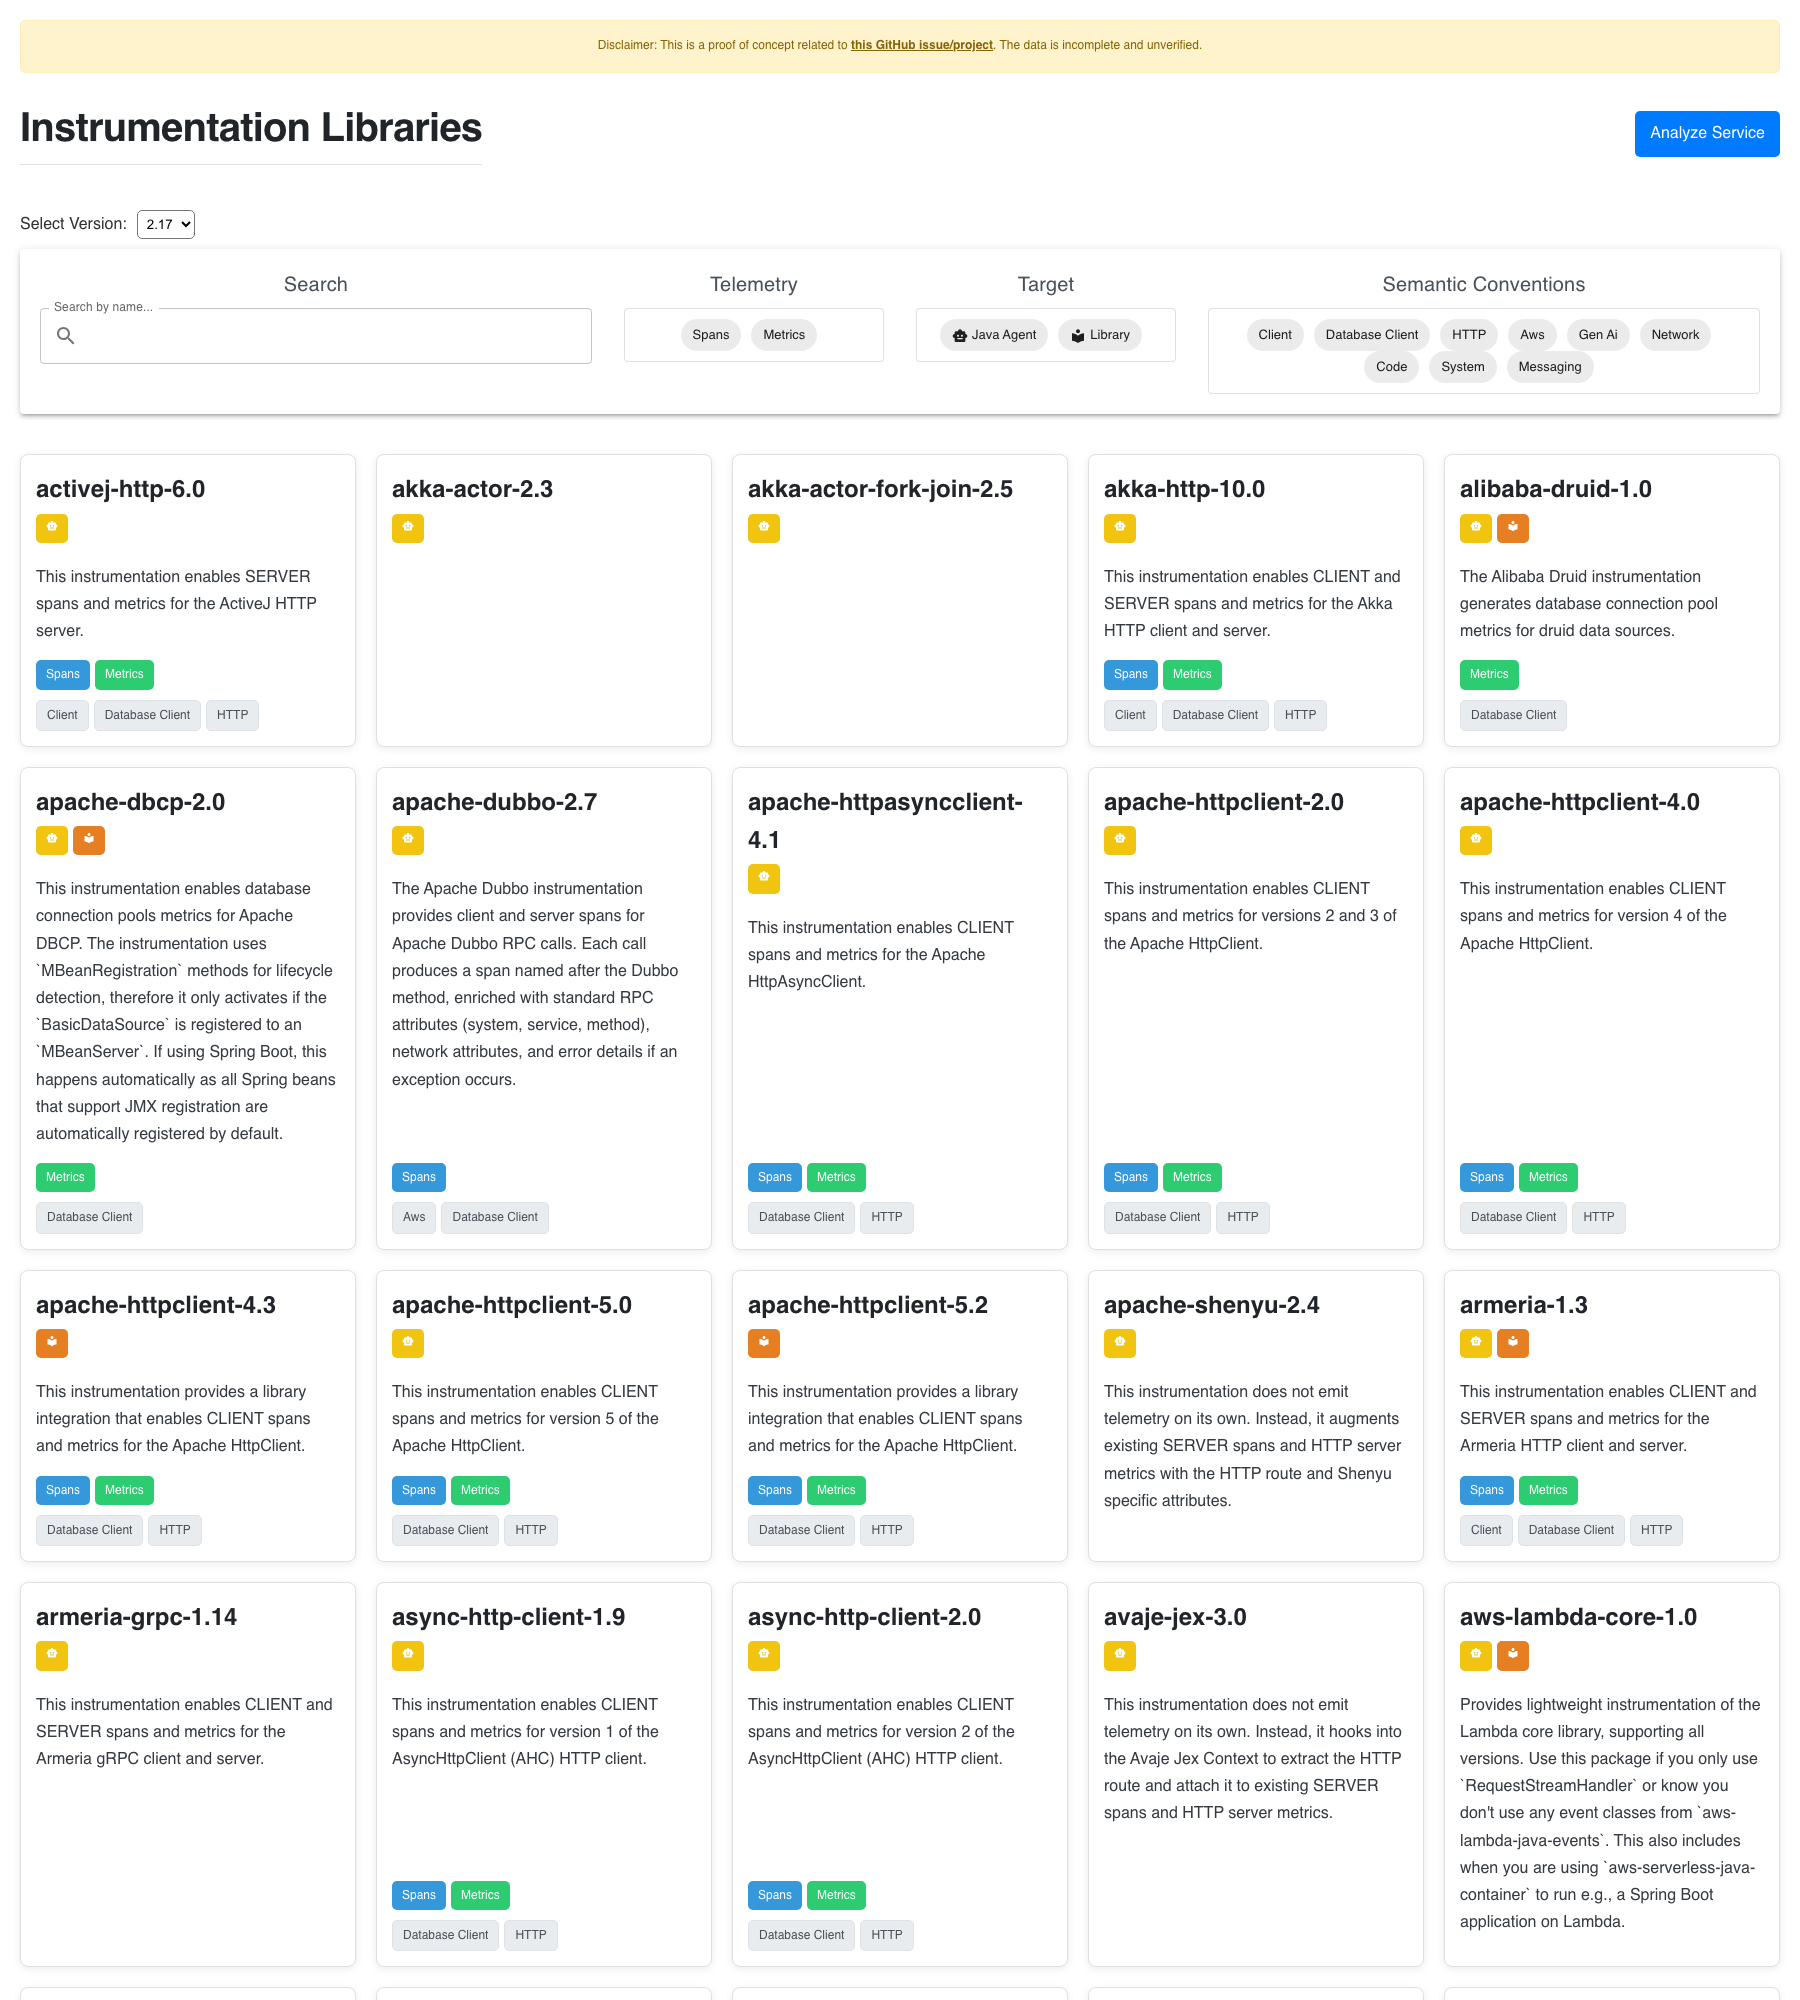 Disclaimer: This is a proof of concept related to this GitHub issue/project. The data is incomplete and unverified.
Instrumentation Libraries
Analyze Service
Select Version: 2.17
Search
Search by name...
Telemetry
Spans Metrics
Target
Java Agent Library
Semantic Conventions
Client Database Client HTTP Aws Gen Ai Network
Code System Messaging
activej-http-6.0
This instrumentation enables SERVER
spans and metrics for the ActiveJ HTTP
server.
Spans Metrics
Client Database Client HTTP
akka-actor-2.3
akka-actor-fork-join-2.5
akka-http-10.0
This instrumentation enables CLIENT and
SERVER spans and metrics for the Akka
HTTP client and server.
Spans Metrics
Client Database Client HTTP
alibaba-druid-1.0
The Alibaba Druid instrumentation
generates database connection pool
metrics for druid data sources.
Metrics
Database Client
apache-dbcp-2.0
This instrumentation enables database
connection pools metrics for Apache
DBCP. The instrumentation uses
`MBeanRegistration` methods for lifecycle
detection, therefore it only activates if the
`BasicDataSource` is registered to an
`MBeanServer`. If using Spring Boot, this
happens automatically as all Spring beans
that support JMX registration are
automatically registered by default.
Metrics
Database Client
apache-dubbo-2.7
The Apache Dubbo instrumentation
provides client and server spans for
Apache Dubbo RPC calls. Each call
produces a span named after the Dubbo
method, enriched with standard RPC
attributes (system, service, method),
network attributes, and error details if an
exception occurs.
Spans
Aws Database Client
apache-httpasyncclient-
4.1
This instrumentation enables CLIENT
spans and metrics for the Apache
HttpAsyncClient.
Spans Metrics
Database Client HTTP
apache-httpclient-2.0
This instrumentation enables CLIENT
spans and metrics for versions 2 and 3 of
the Apache HttpClient.
Spans Metrics
Database Client HTTP
apache-httpclient-4.0
This instrumentation enables CLIENT
spans and metrics for version 4 of the
Apache HttpClient.
Spans Metrics
Database Client HTTP
apache-httpclient-4.3
This instrumentation provides a library
integration that enables CLIENT spans
and metrics for the Apache HttpClient.
Spans Metrics
Database Client HTTP
apache-httpclient-5.0
This instrumentation enables CLIENT
spans and metrics for version 5 of the
Apache HttpClient.
Spans Metrics
Database Client HTTP
apache-httpclient-5.2
This instrumentation provides a library
integration that enables CLIENT spans
and metrics for the Apache HttpClient.
Spans Metrics
Database Client HTTP
apache-shenyu-2.4
This instrumentation does not emit
telemetry on its own. Instead, it augments
existing SERVER spans and HTTP server
metrics with the HTTP route and Shenyu
specific attributes.
armeria-1.3
This instrumentation enables CLIENT and
SERVER spans and metrics for the
Armeria HTTP client and server.
Spans Metrics
Client Database Client HTTP
armeria-grpc-1.14
This instrumentation enables CLIENT and
SERVER spans and metrics for the
Armeria gRPC client and server.
async-http-client-1.9
This instrumentation enables CLIENT
spans and metrics for version 1 of the
AsyncHttpClient (AHC) HTTP client.
Spans Metrics
Database Client HTTP
async-http-client-2.0
This instrumentation enables CLIENT
spans and metrics for version 2 of the
AsyncHttpClient (AHC) HTTP client.
Spans Metrics
Database Client HTTP
avaje-jex-3.0
This instrumentation does not emit
telemetry on its own. Instead, it hooks into
the Avaje Jex Context to extract the HTTP
route and attach it to existing SERVER
spans and HTTP server metrics.
aws-lambda-core-1.0
Provides lightweight instrumentation of the
Lambda core library, supporting all
versions. Use this package if you only use
`RequestStreamHandler` or know you
don't use any event classes from `aws-
lambda-java-events`. This also includes
when you are using `aws-serverless-java-
container` to run e.g., a Spring Boot
application on Lambda.